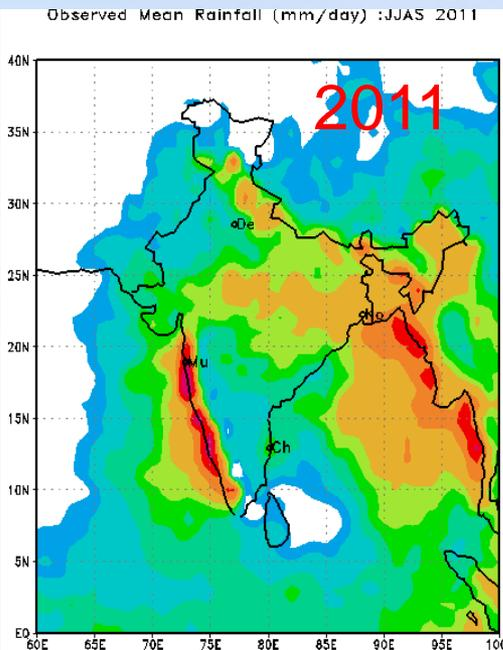 Observed Mean Rainfall (mm/day) :JJAS 2011
2011
40N
35N
30N
De
25N
Ko
20N
Mu
15N
Ch
10N
5N
EQ
60E 65E 70E 75E 80E 85E 90E 95E 100